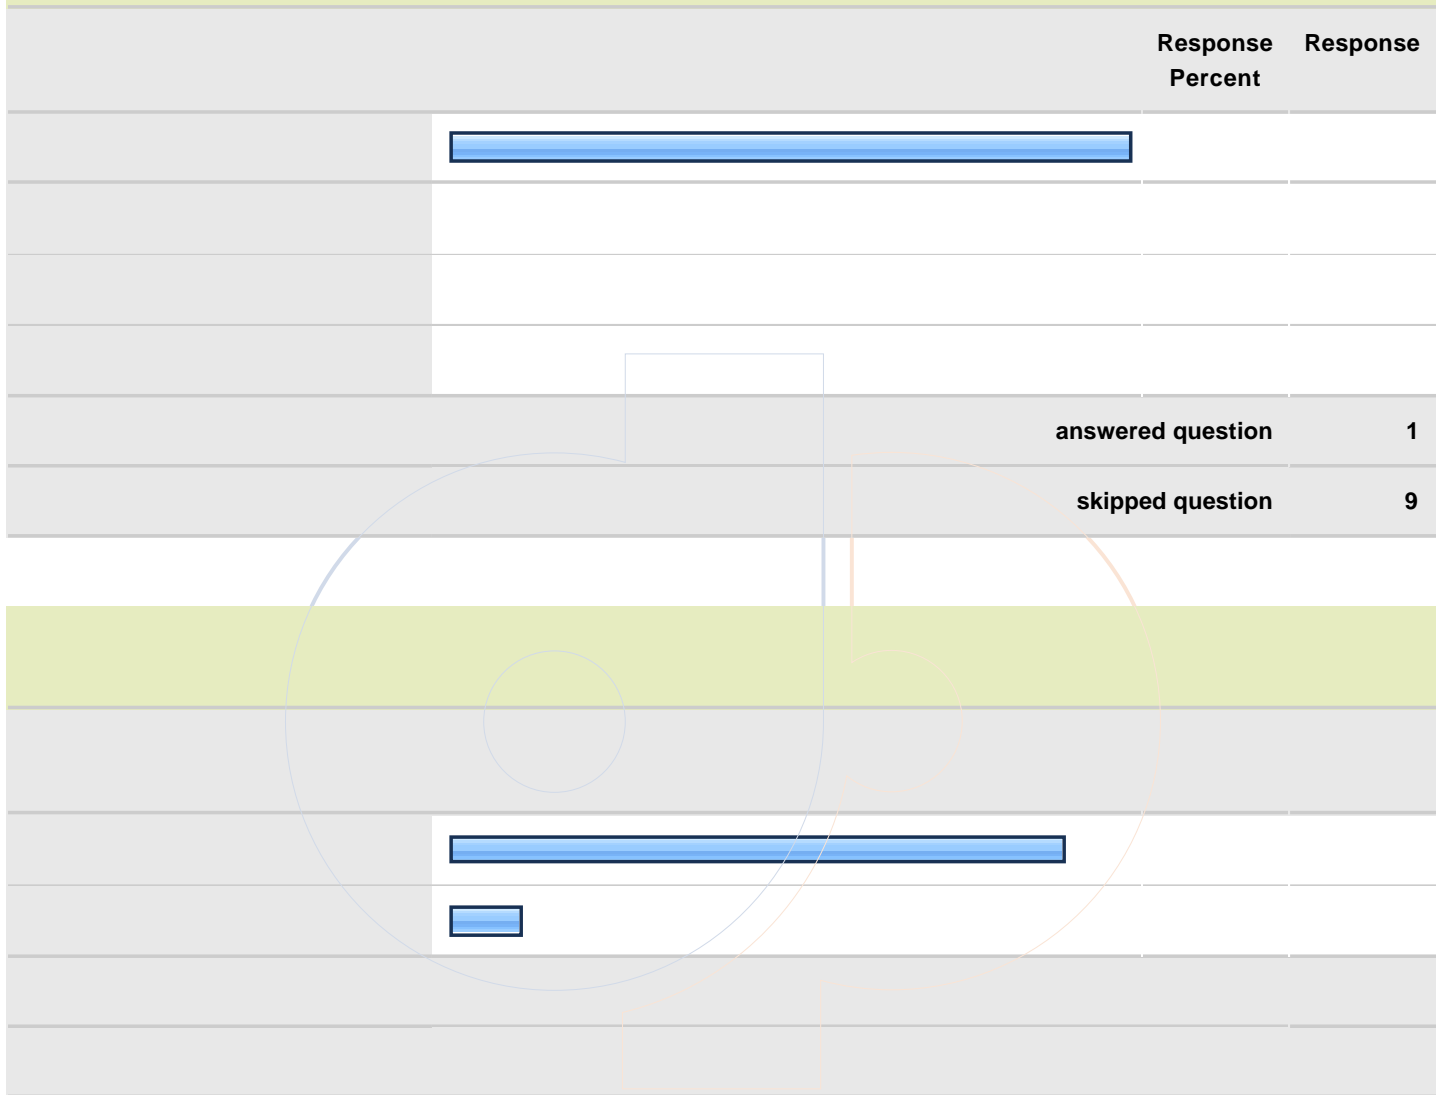 Response Response
Percent
answered question 1
skipped question 9